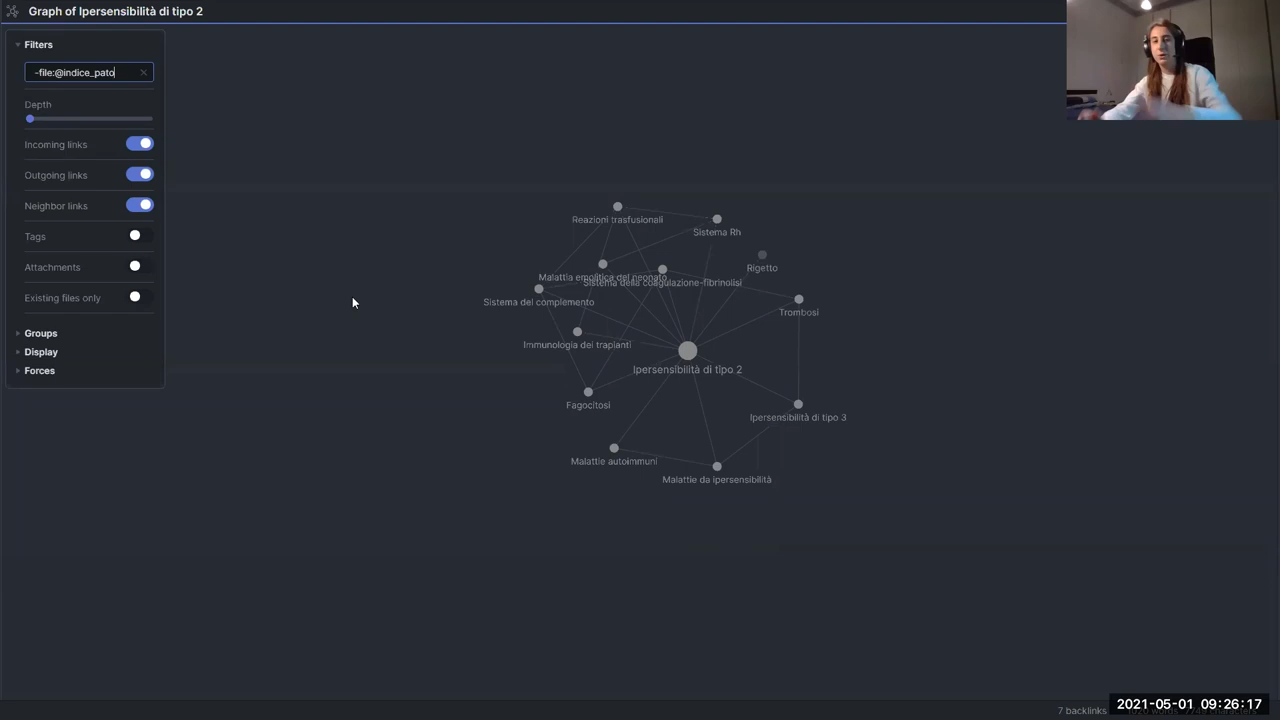 Graph of Ipersensibilità di tipo 2
Filters
-file:@indice_pato
Depth
Incoming links
Outgoing links
Neighbor links
Tags
Attachments
Existing files only
Groups
Display
Forces
Reazioni trasfusionali
Sistema Rh
Rigetto
Malattia emolitica del neonato
Sistema della coagulazione-fibrinolisi
Sistema del complemento
Trombosi
Immunologia dei trapianti
Ipersensibilità di tipo 2
Fagocitosi
Ipersensibilità di tipo 3
Malattie autoimmuni
Malattie da ipersensibilità
7 backlinks
2021-05-01 09:26:17